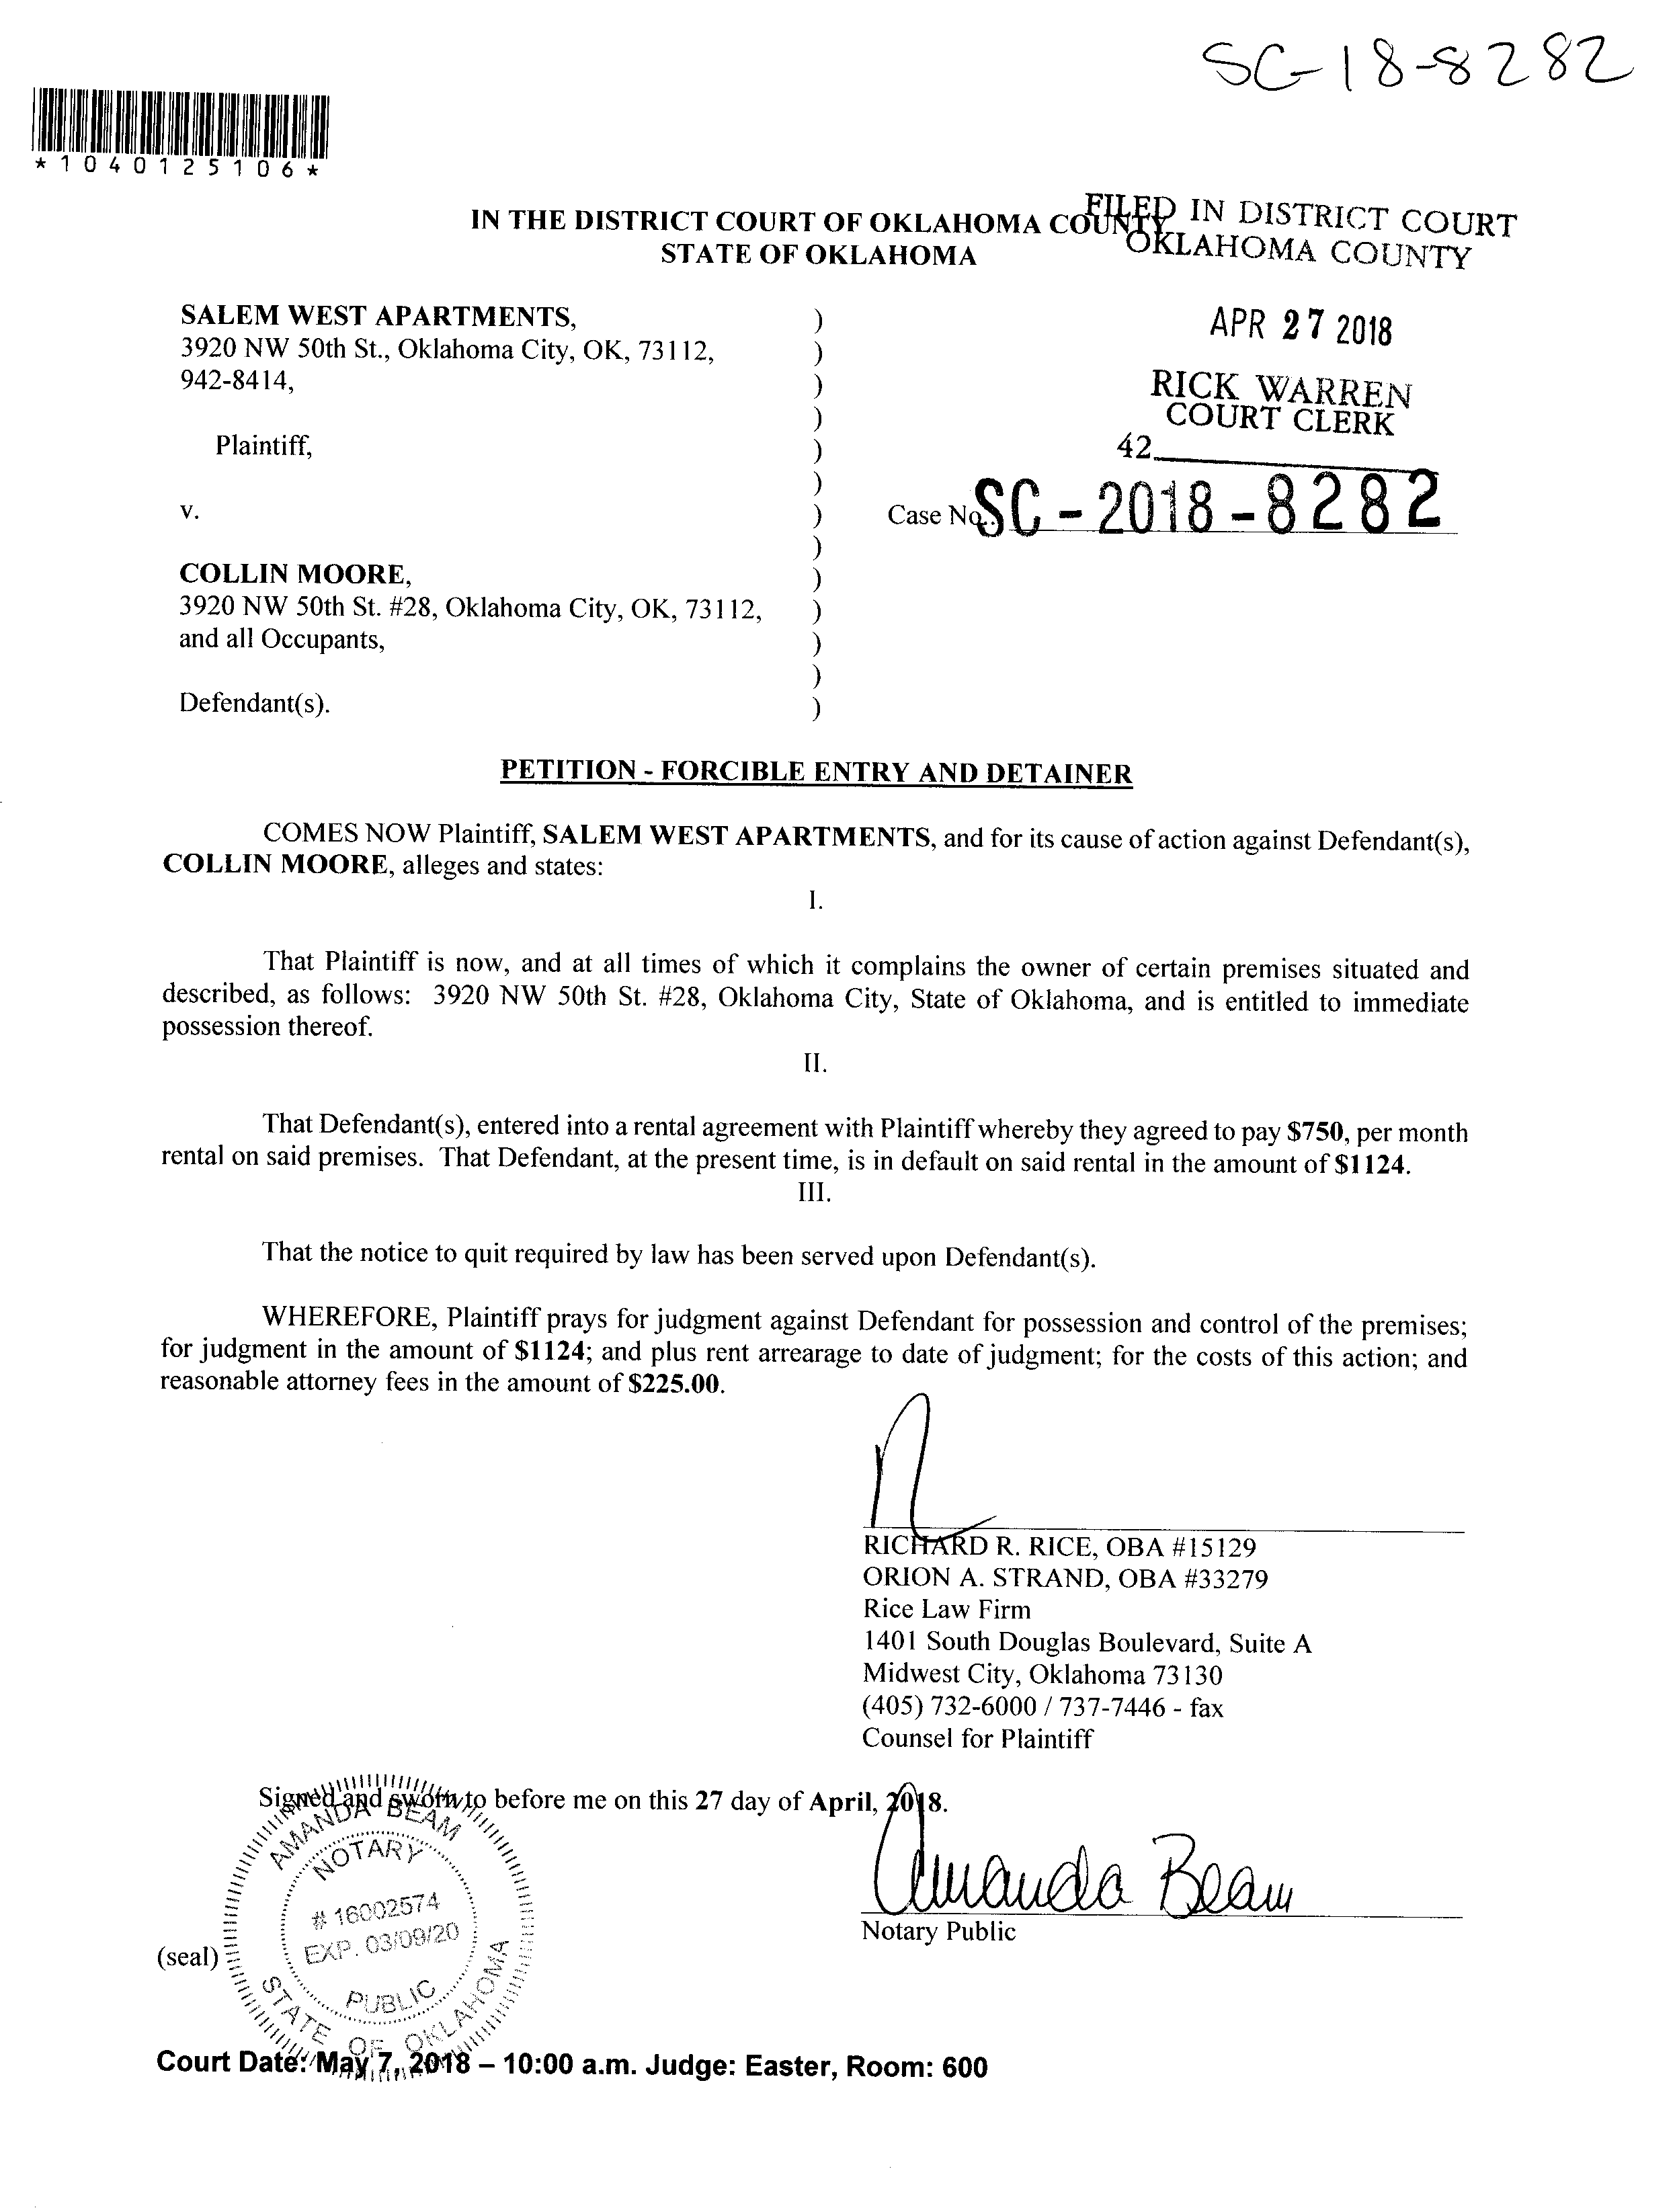 SC-18-8282
*1040125106*
IN THE DISTRICT COURT OF OKLAHOMA COUNTY
STATE OF OKLAHOMA
FILED IN DISTRICT COURT
OKLAHOMA COUNTY
APR 27 2018
RICK WARREN
COURT CLERK
42
SALEM WEST APARTMENTS, )
3920 NW 50th St., Oklahoma City, OK, 73112, )
942-8414, )
)
Plaintiff, )
)
v. ) Case No. SC-2018-8282
)
COLLIN MOORE, )
3920 NW 50th St. #28, Oklahoma City, OK, 73112, )
and all Occupants, )
)
Defendant(s). )
PETITION - FORCIBLE ENTRY AND DETAINER
COMES NOW Plaintiff, SALEM WEST APARTMENTS, and for its cause of action against Defendant(s),
COLLIN MOORE, alleges and states:
I.
That Plaintiff is now, and at all times of which it complains the owner of certain premises situated and
described, as follows: 3920 NW 50th St. #28, Oklahoma City, State of Oklahoma, and is entitled to immediate
possession thereof.
II.
That Defendant(s), entered into a rental agreement with Plaintiff whereby they agreed to pay $750, per month
rental on said premises. That Defendant, at the present time, is in default on said rental in the amount of $1124.
III.
That the notice to quit required by law has been served upon Defendant(s).
WHEREFORE, Plaintiff prays for judgment against Defendant for possession and control of the premises;
for judgment in the amount of $1124; and plus rent arrearage to date of judgment; for the costs of this action; and
reasonable attorney fees in the amount of $225.00.
RICHARD R. RICE, OBA #15129
ORION A. STRAND, OBA #33279
Rice Law Firm
1401 South Douglas Boulevard, Suite A
Midwest City, Oklahoma 73130
(405) 732-6000 / 737-7446 - fax
Counsel for Plaintiff
Signed and sworn to before me on this 27 day of April, 2018.
Amanda Beam
Notary Public
(seal)
AMANDA BEAM
NOTARY
# 16002574
EXP. 03/09/20
PUBLIC
STATE OF OKLAHOMA
Court Date: May 7, 2018 – 10:00 a.m. Judge: Easter, Room: 600